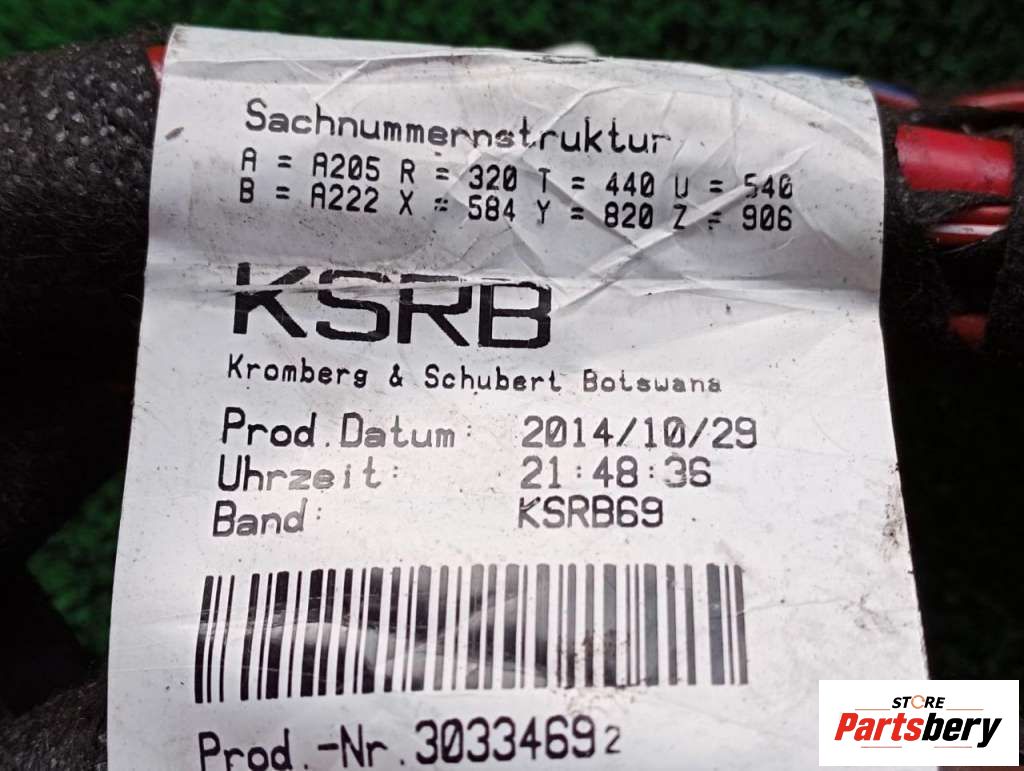 Sachnummernstruktur
A = A205 R = 320 T = 440 U = 540
B = A222 X = 584 Y = 820 Z = 906
KSRB
Kromberg & Schubert Botswana
Prod.Datum: 2014/10/29
Uhrzeit: 21:48:36
Band: KSRB69
Prod.-Nr.30334692
STORE
Partsbery